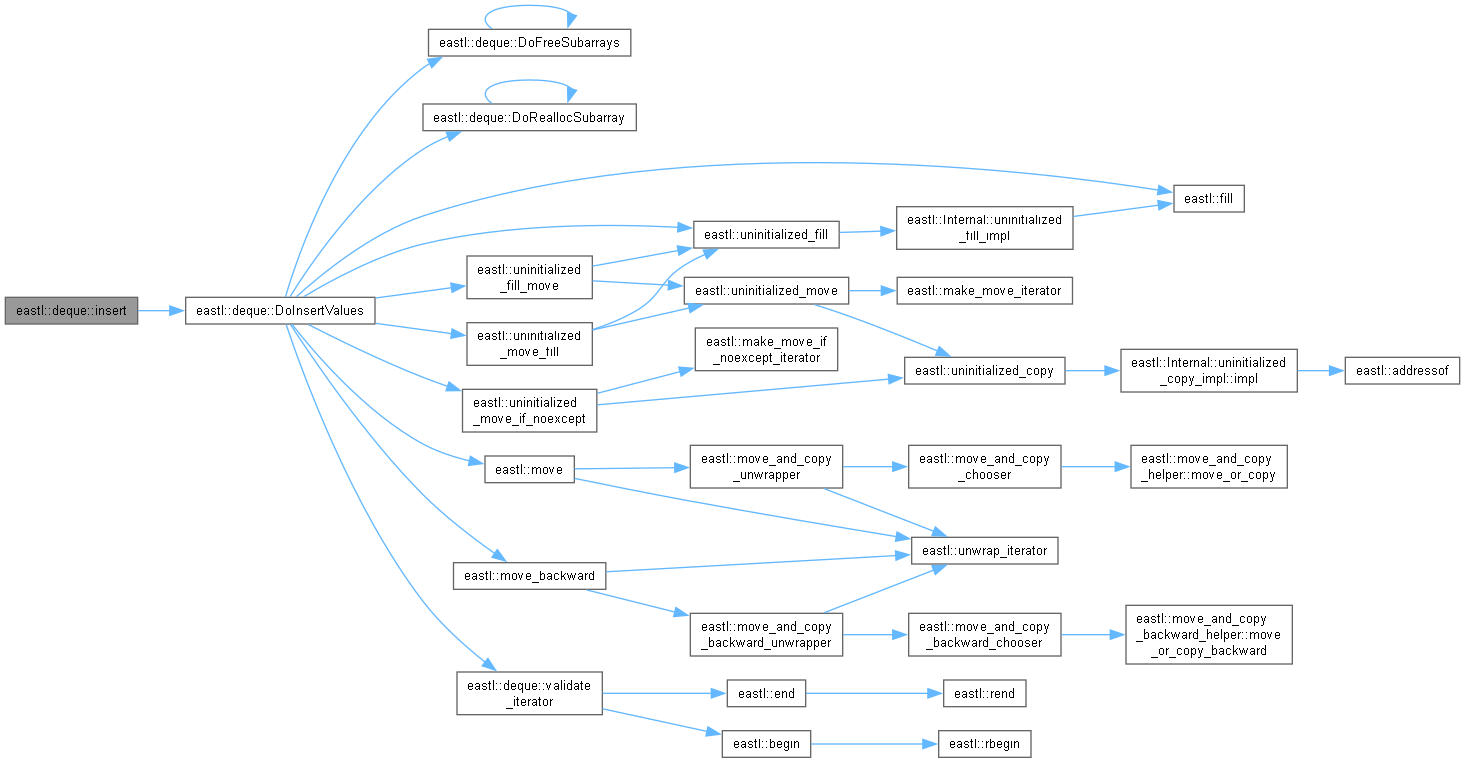 eastl::deque::DoFreeSubarrays
eastl::deque::DoReallocSubarray
eastl::fill
eastl::Internal::uninitialized
_fill_impl
eastl::uninitialized_fill
eastl::uninitialized
_fill_move
eastl::uninitialized_move
eastl::make_move_iterator
eastl::deque::insert
eastl::deque::DoInsertValues
eastl::uninitialized
_move_fill
eastl::make_move_if
_noexcept_iterator
eastl::uninitialized_copy
eastl::Internal::uninitialized
_copy_impl::impl
eastl::addressof
eastl::uninitialized
_move_if_noexcept
eastl::move
eastl::move_and_copy
_unwrapper
eastl::move_and_copy
_chooser
eastl::move_and_copy
_helper::move_or_copy
eastl::unwrap_iterator
eastl::move_backward
eastl::move_and_copy
_backward_unwrapper
eastl::move_and_copy
_backward_chooser
eastl::move_and_copy
_backward_helper::move
_or_copy_backward
eastl::deque::validate
_iterator
eastl::end
eastl::rend
eastl::begin
eastl::rbegin